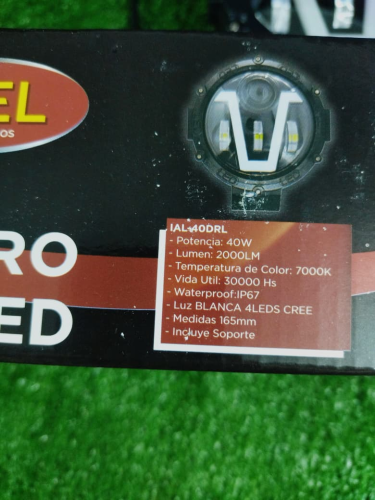 EL
OS
RO
ED
IAL-40DRL
- Potencia: 40W
- Lumen: 2000LM
- Temperatura de Color: 7000K
- Vida Util: 30000 Hs
- Waterproof:IP67
- Luz BLANCA 4LEDS CREE
- Medidas 165mm
- Incluye Soporte